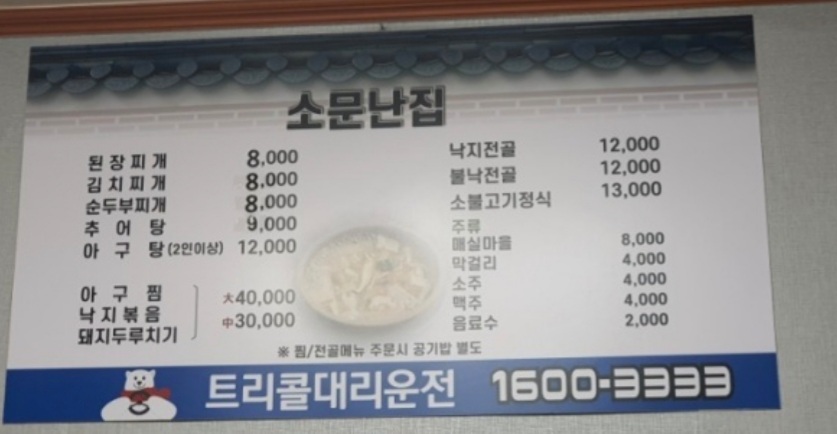 소문난집
된장찌개 8,000
김치찌개 8,000
순두부찌개 8,000
추어탕 9,000
아구탕(2인이상) 12,000
아구찜
낙지볶음
돼지두루치기
大40,000
中30,000
낙지전골 12,000
불낙전골 12,000
소불고기정식 13,000
주류
매실마을 8,000
막걸리 4,000
소주 4,000
맥주 4,000
음료수 2,000
※ 찜/전골메뉴 주문시 공기밥 별도
트리콜대리운전 1600-3333